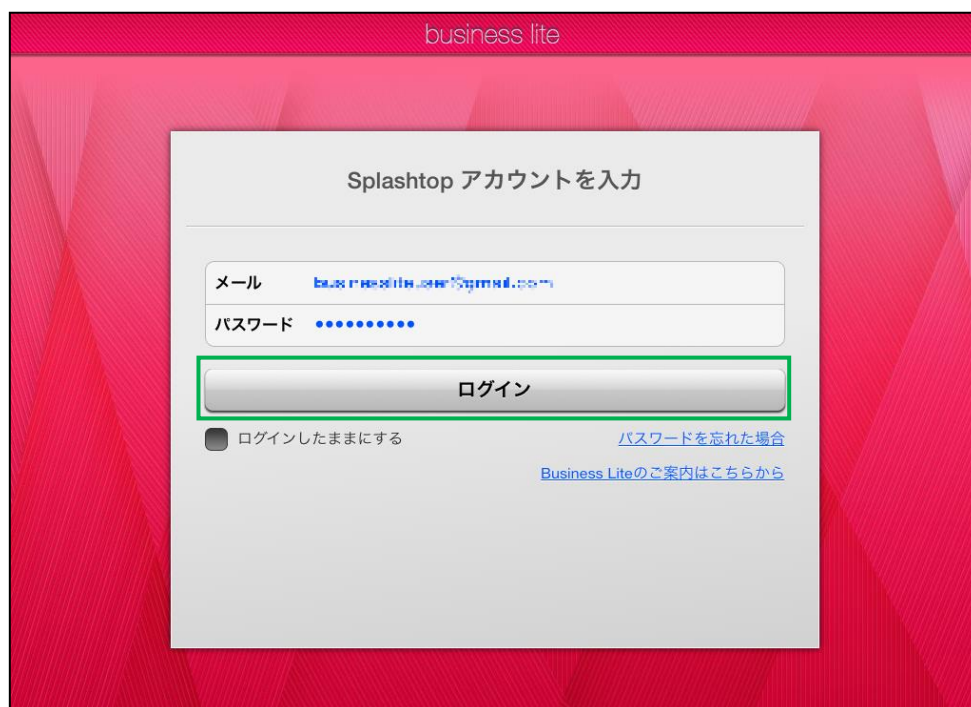 business lite
Splashtop アカウントを入力
メール
パスワード ••••••••••
ログイン
ログインしたままにする パスワードを忘れた場合
Business Liteのご案内はこちらから